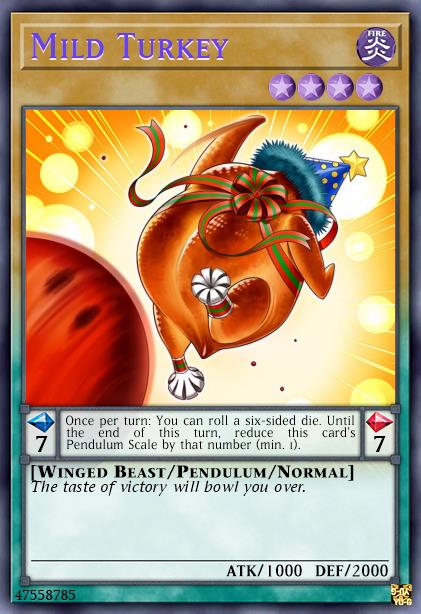 Mild Turkey
FIRE
炎
Once per turn: You can roll a six-sided die. Until
the end of this turn, reduce this card's
Pendulum Scale by that number (min. 1).
7
7
[Winged Beast/Pendulum/Normal]
The taste of victory will bowl you over.
ATK/1000 DEF/2000
47558785